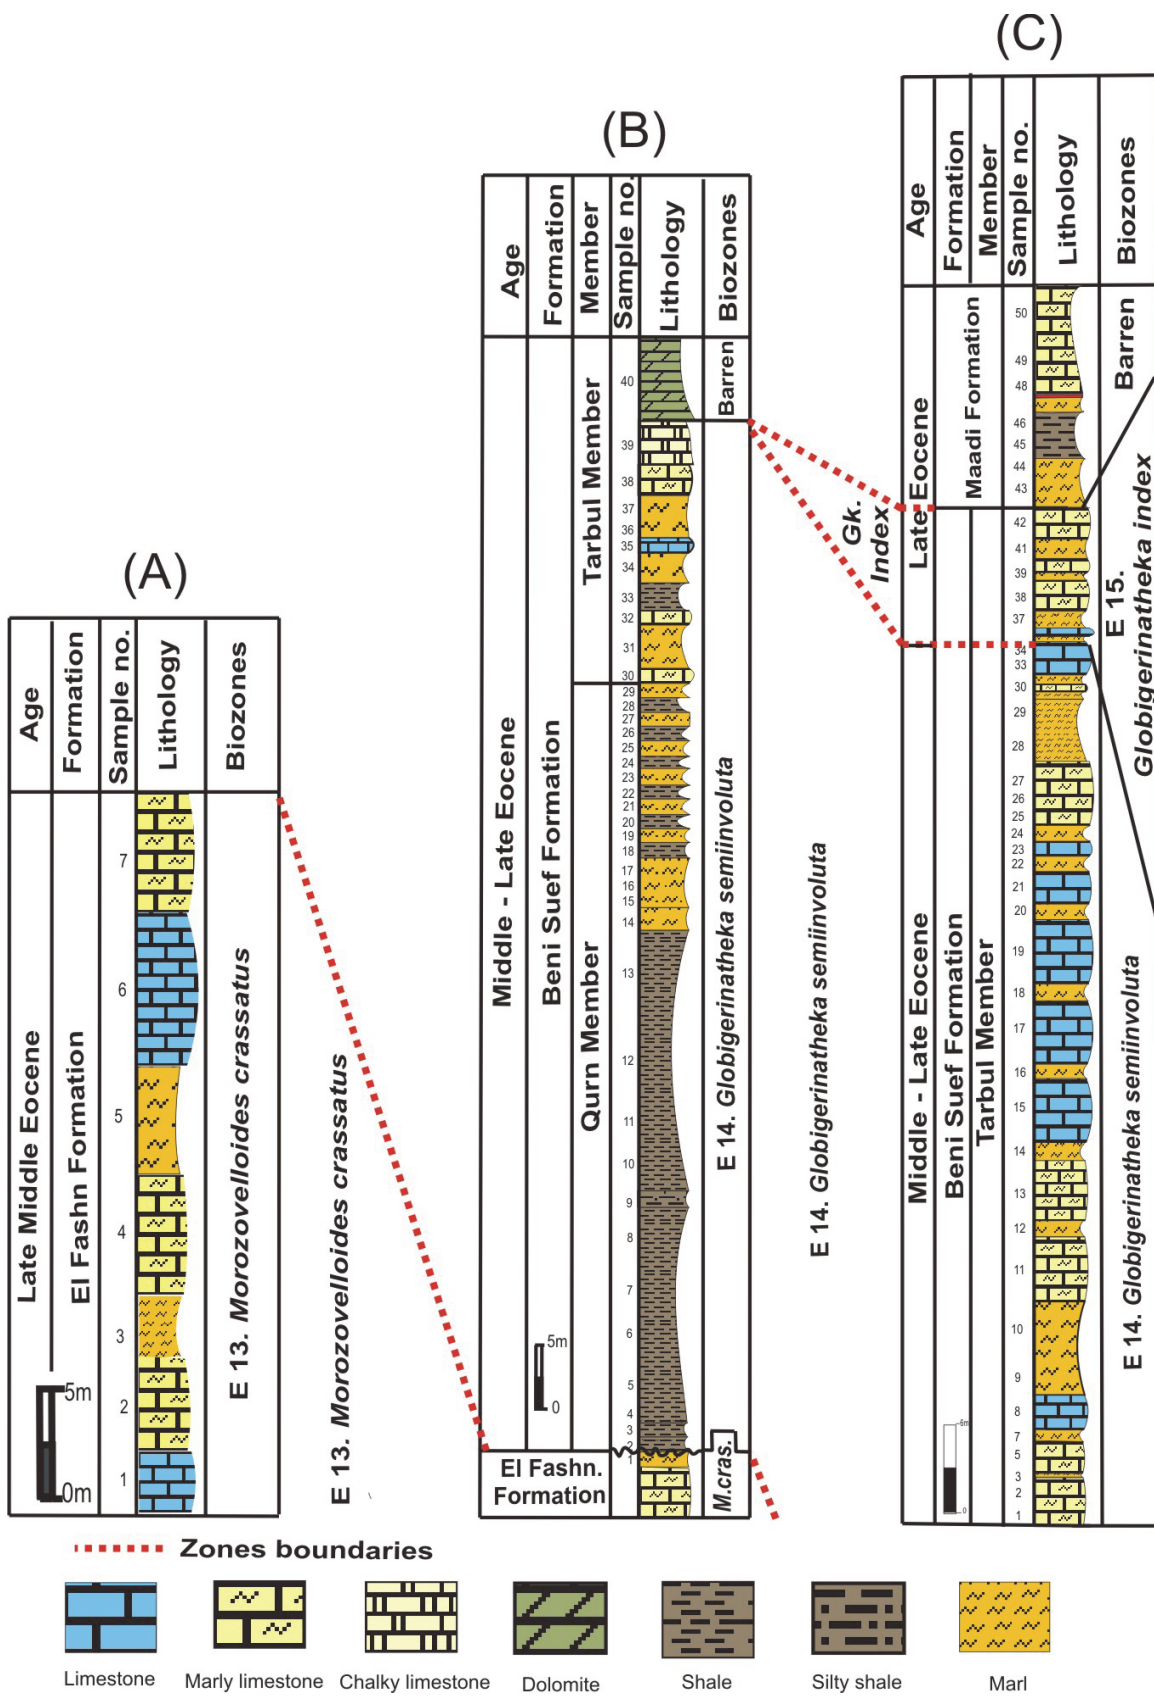 (A)
Age
Formation
Sample no.
Lithology
Biozones
Late Middle Eocene
El Fashn Formation
7
6
5
4
3
2
1
E 13. Morozovelloides crassatus
5m
0m
E 13. Morozovelloides crassatus
(B)
Age
Formation
Member
Sample no.
Lithology
Biozones
Middle - Late Eocene
Beni Suef Formation
Tarbul Member
Qurn Member
40
39
38
37
36
35
34
33
32
31
30
29
28
27
26
25
24
23
22
21
20
19
18
17
16
15
14
13
12
11
10
9
8
7
6
5
4
3
2
1
Barren
E 14. Globigerinatheka semiinvoluta
M.cras.
5m
0
El Fashn.
Formation
E 14. Globigerinatheka semiinvoluta
Gk.
Index
(C)
Age
Formation
Member
Sample no.
Lithology
Biozones
Late Eocene
Middle - Late Eocene
Maadi Formation
Beni Suef Formation
Tarbul Member
50
49
48
46
45
44
43
42
41
39
38
37
34
33
30
29
28
27
26
25
24
23
22
21
20
19
18
17
16
15
14
13
12
11
10
9
8
7
5
3
2
1
Barren
E 15.
Globigerinatheka index
E 14. Globigerinatheka semiinvoluta
0
Zones boundaries
Limestone
Marly limestone
Chalky limestone
Dolomite
Shale
Silty shale
Marl